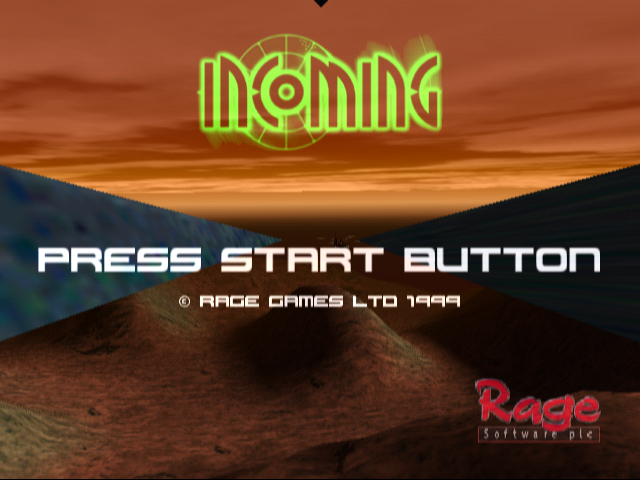 INCOMING
PRESS START BUTTON
© RAGE GAMES LTD 1999
Rage
Software plc